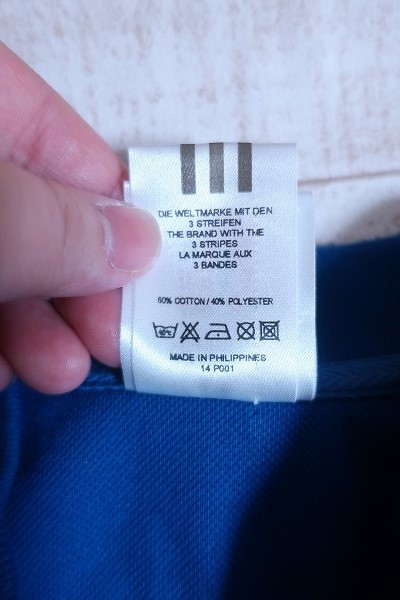 DIE WELTMARKE MIT DEN
3 STREIFEN
THE BRAND WITH THE
3 STRIPES
LA MARQUE AUX
3 BANDES
60% COTTON / 40% POLYESTER
MADE IN PHILIPPINES
14 P001